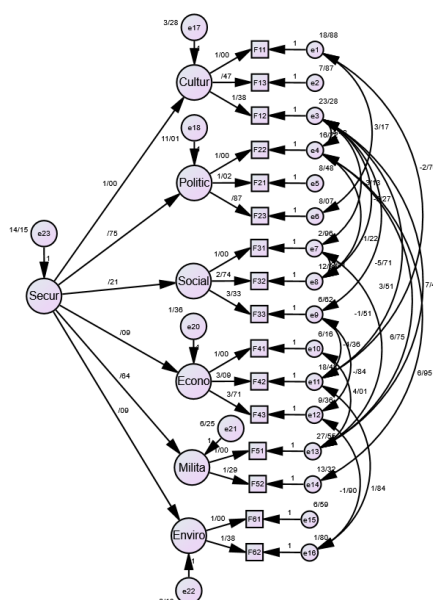 3/28
e17
18/88
1/00
F11
1
e1
7/87
Cultur
/47
F13
1
e2
1/38
23/28
F12
1
e3
11/01
e18
3/17
1/00
F22
1
e4
-2/7
8/48
Politic
1/02
F21
1
e5
1/00
/87
8/07
F23
1
e6
14/15
/75
2/96
1/22
e23
1/00
F31
1
e7
-5/71
1
Social
2/74
F32
1
e8
3/51
7/4
Secur
/21
3/33
6/62
F33
1
e9
-1/51
1/36
e20
/09
6/16
6/75
1/00
F41
1
e10
-/84
6/95
/64
Econo
3/09
F42
1
e11
4/01
/09
3/71
9/36
F43
1
e12
6/25
e21
1/00
F51
1
e13
Milita
13/32
1/29
F52
1
e14
-1/90
1/84
6/59
1/00
F61
1
e15
Enviro
1/38
1/80
F62
1
e16
1
e22